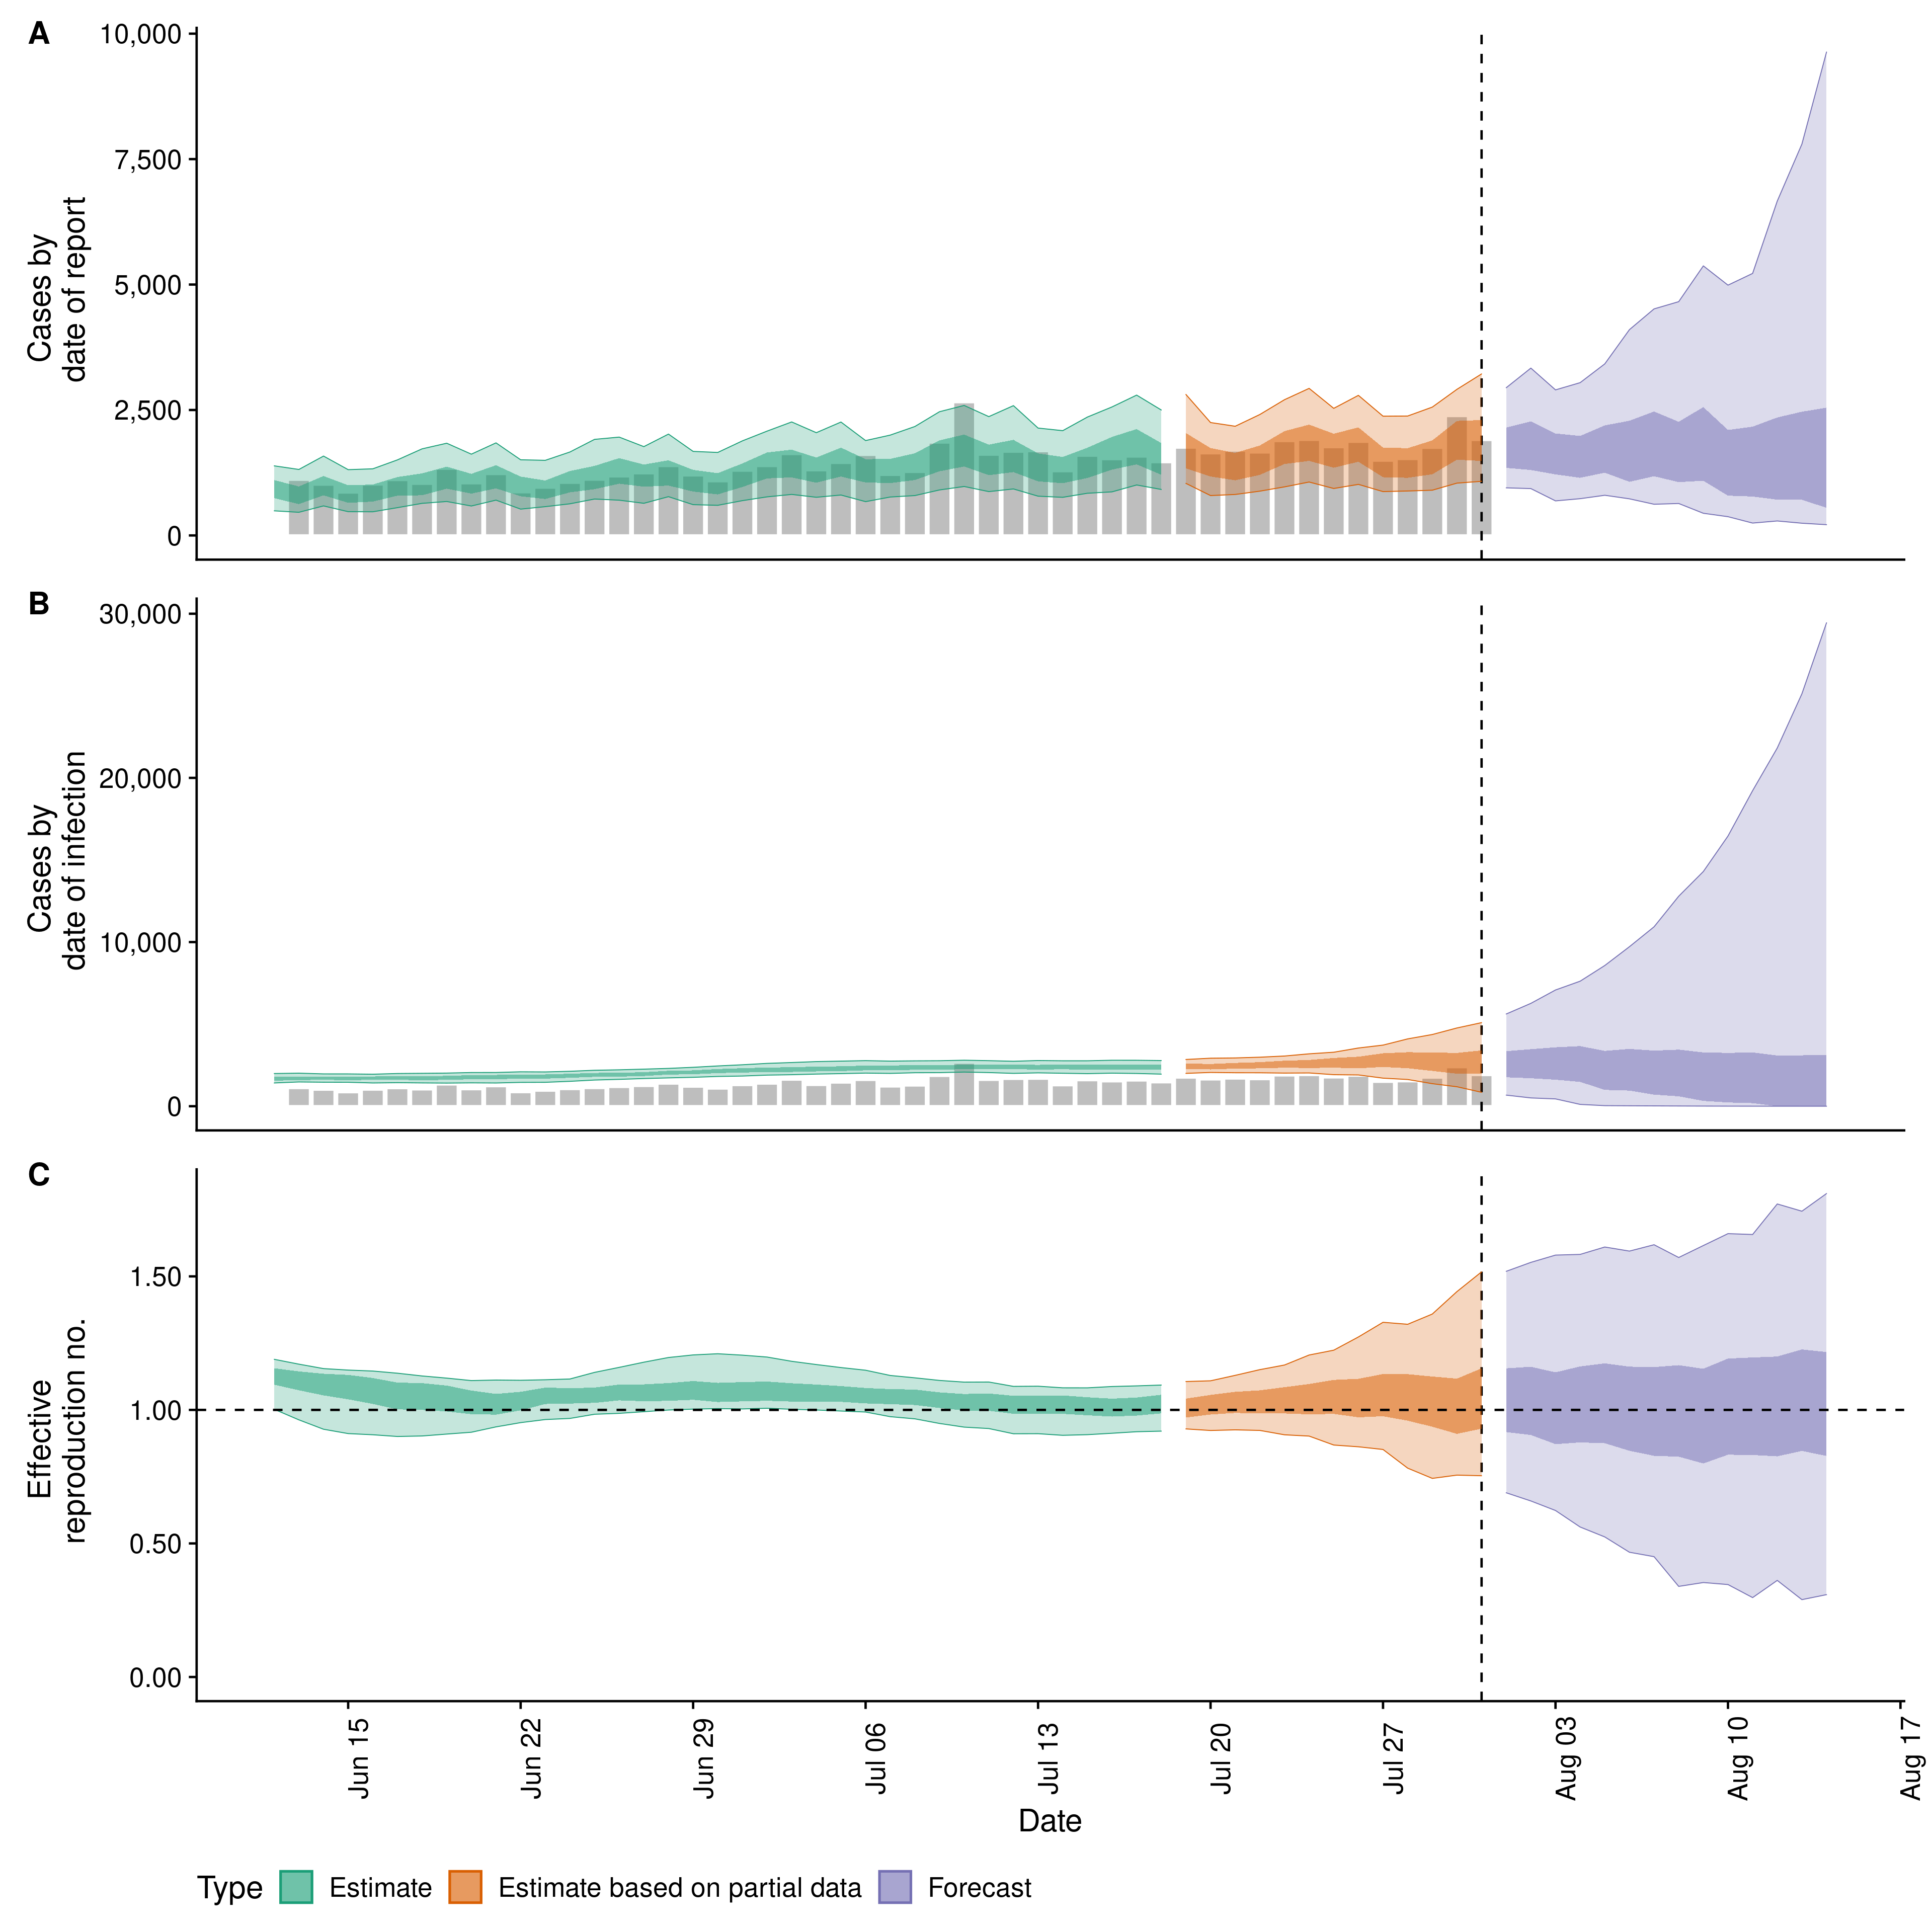 A
10,000
7,500
5,000
2,500
0
Cases by
date of report
B
30,000
20,000
10,000
0
Cases by
date of infection
C
1.50
1.00
0.50
0.00
Effective
reproduction no.
Jun 15
Jun 22
Jun 29
Jul 06
Jul 13
Jul 20
Jul 27
Aug 03
Aug 10
Aug 17
Date
Type Estimate Estimate based on partial data Forecast